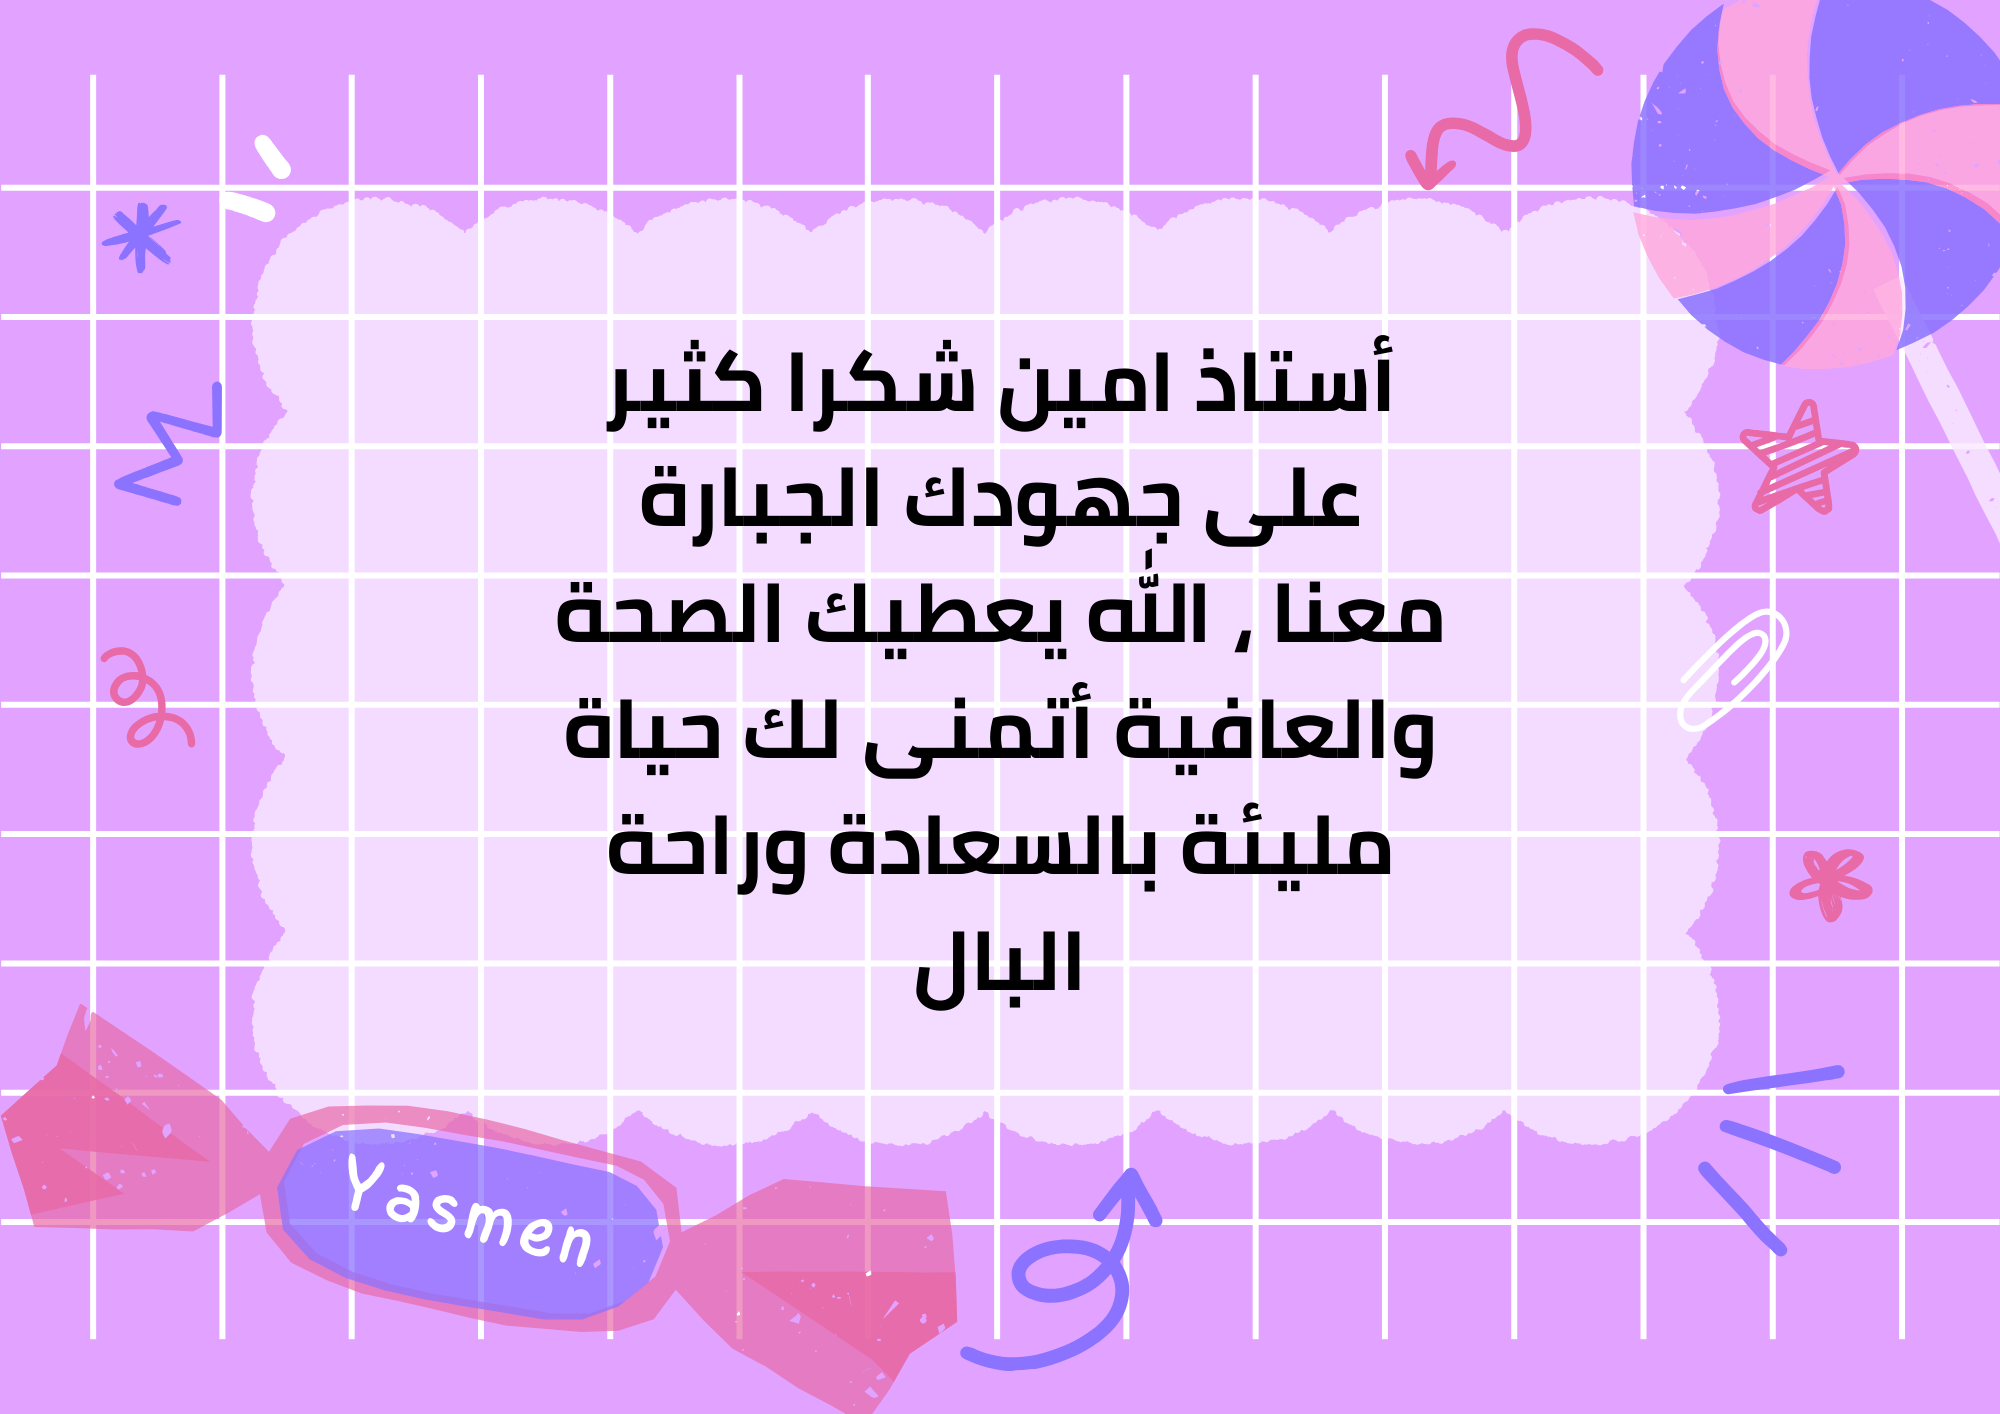 أستاذ امين شكرا كثير
على جهودك الجبارة
معنا ، الله يعطيك الصحة
والعافية أتمنى لك حياة
مليئة بالسعادة وراحة
البال
Yasmen